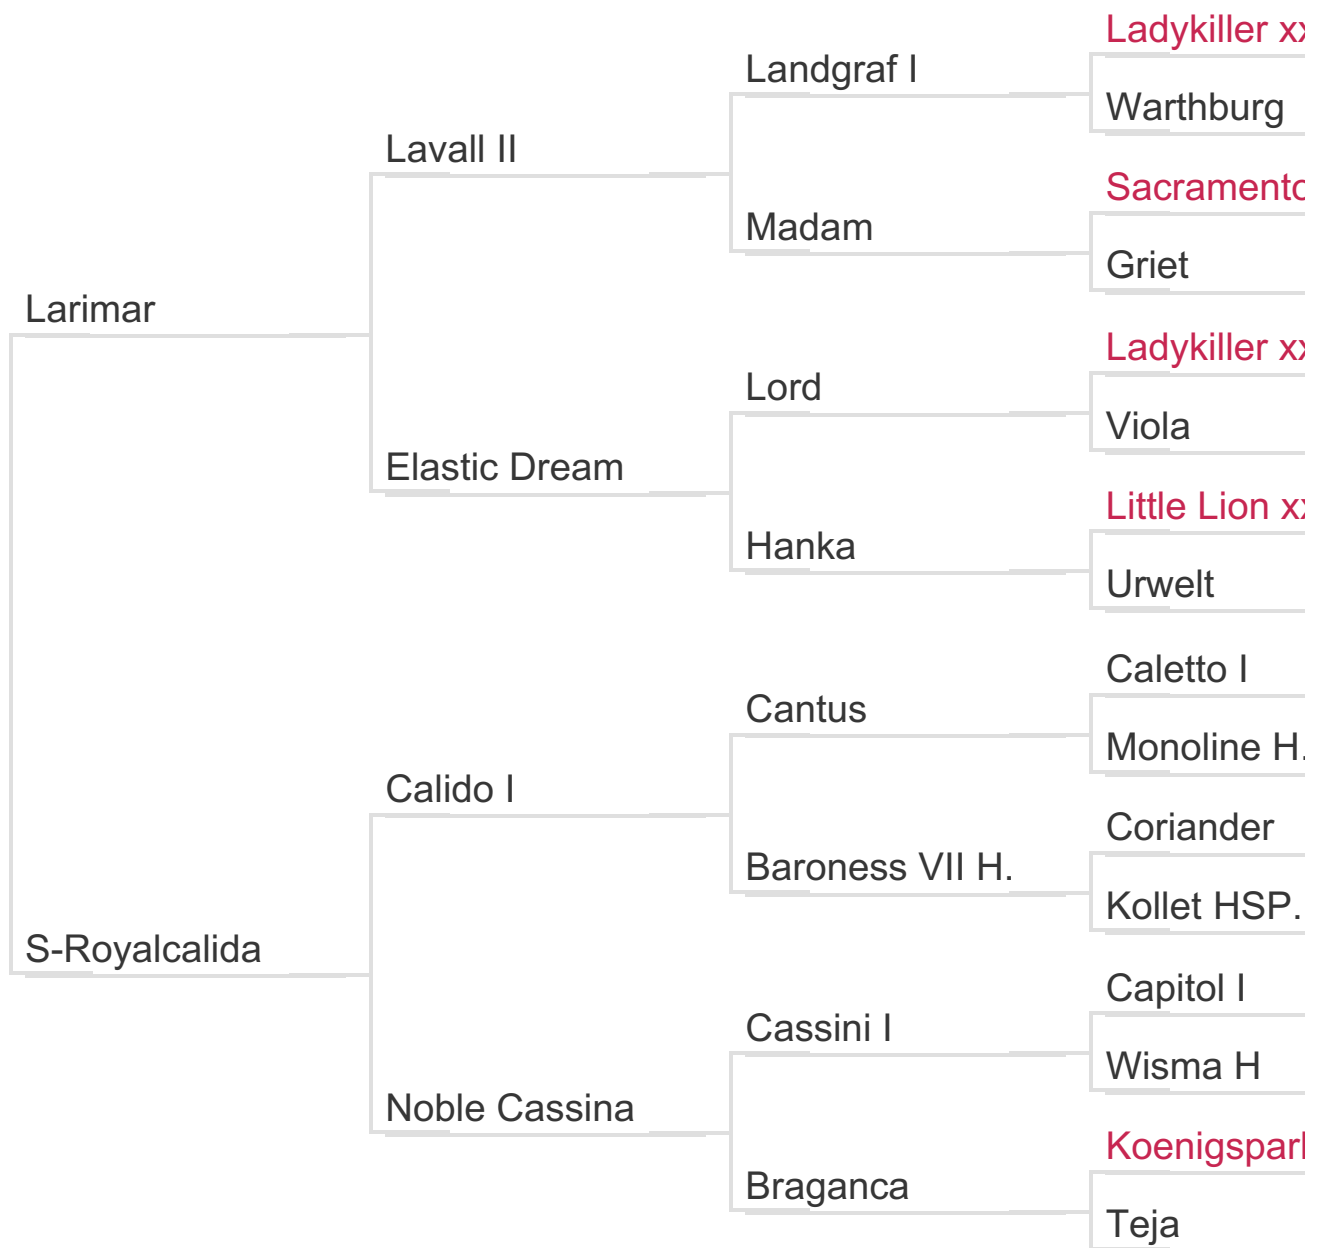 Ladykiller xx
Landgraf I
Warthburg
Lavall II
Sacramento
Madam
Griet
Larimar
Ladykiller xx
Lord
Viola
Elastic Dream
Little Lion xx
Hanka
Urwelt
Caletto I
Cantus
Monoline H.
Calido I
Coriander
Baroness VII H.
Kollet HSP.
S-Royalcalida
Capitol I
Cassini I
Wisma H
Noble Cassina
Koenigspark
Braganca
Teja